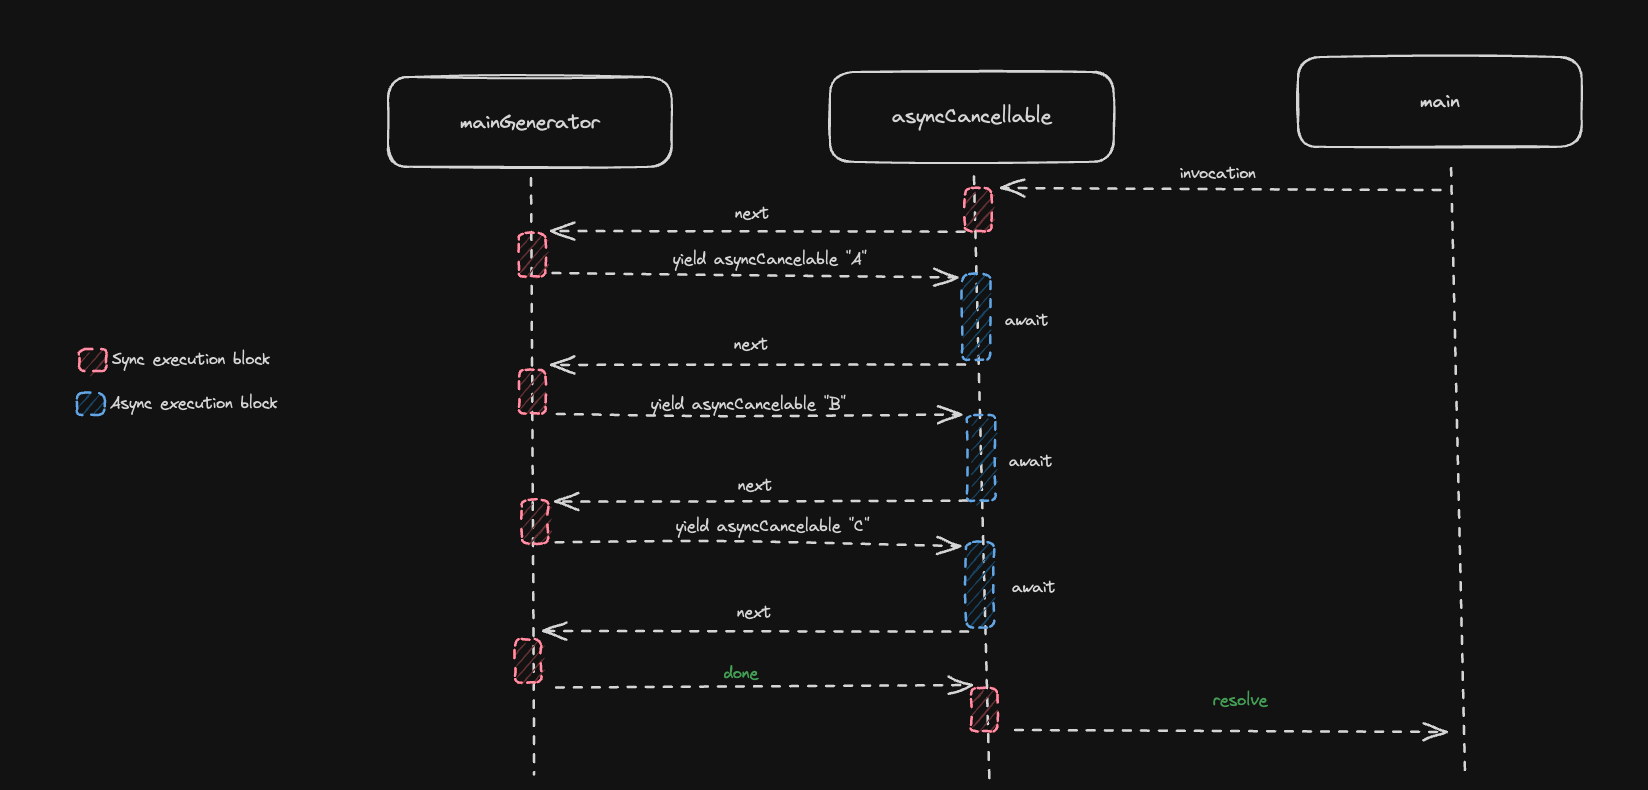 mainGenerator
asyncCancellable
main
invocation
next
yield asyncCancelable "A"
await
next
Sync execution block
Async execution block
yield asyncCancelable "B"
await
next
yield asyncCancelable "C"
await
next
done
resolve